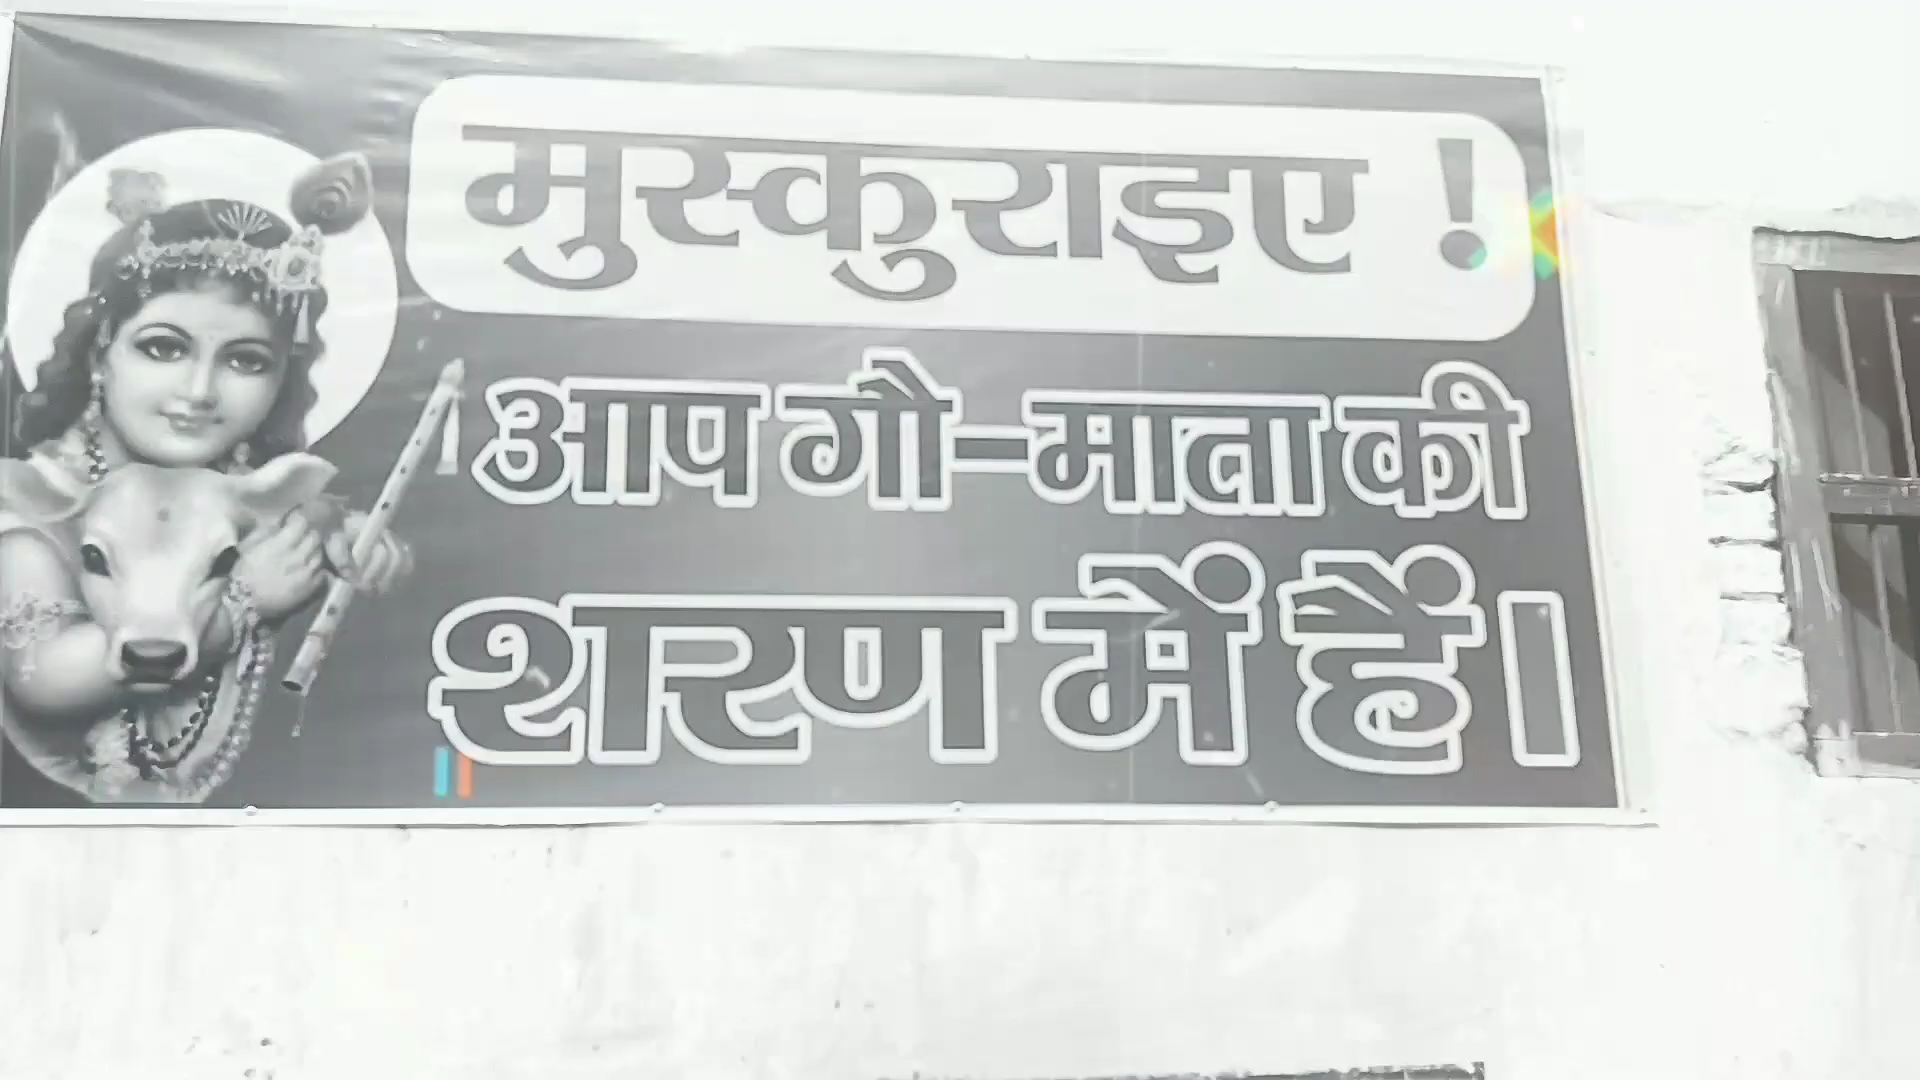 मुस्कुराइए !
आप गौ-माता की
शरण में हैं।